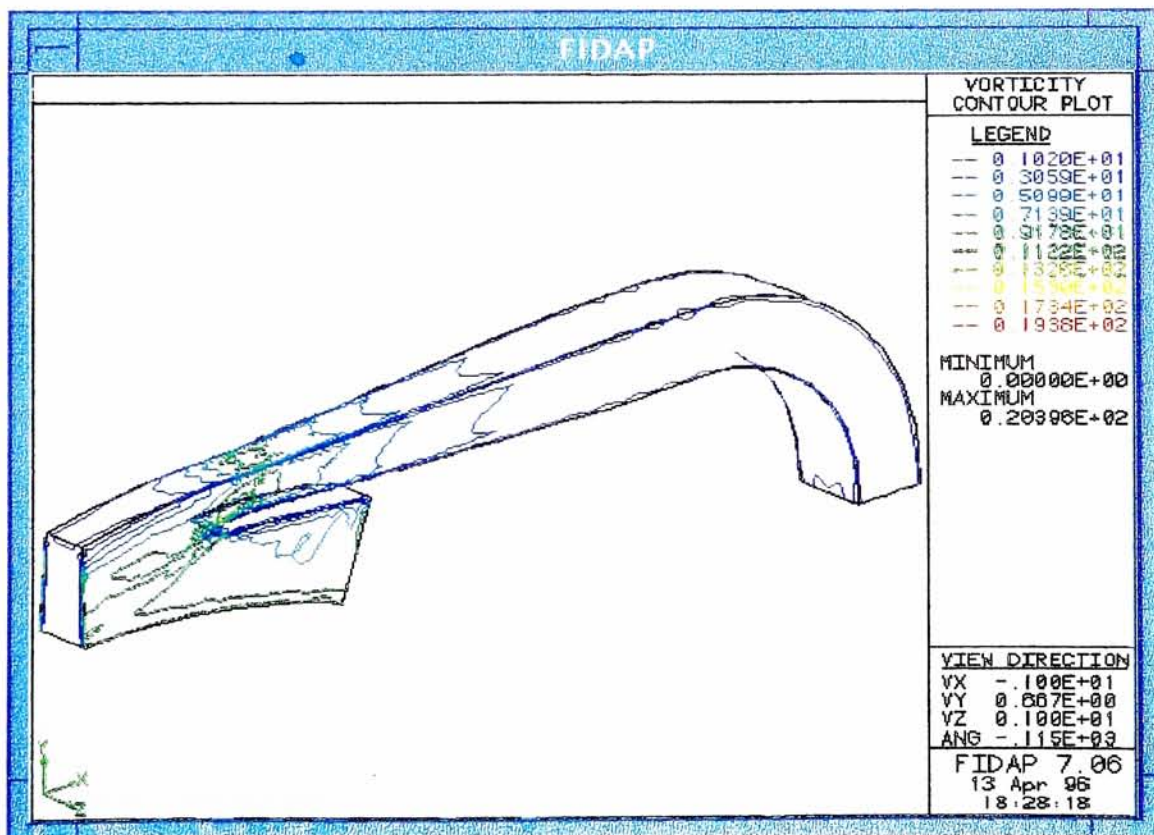 FIDAP
VORTICITY
CONTOUR PLOT
LEGEND
-- 0.1020E+01
-- 0.3059E+01
-- 0.5099E+01
-- 0.7139E+01
-- 0.9178E+01
-- 0.1122E+02
-- 0.1326E+02
-- 0.1530E+02
-- 0.1734E+02
-- 0.1938E+02
MINIMUM
0.00000E+00
MAXIMUM
0.20396E+02
VIEW DIRECTION
VX -.100E+01
VY 0.667E+00
VZ 0.100E+01
ANG -.115E+03
FIDAP 7.06
13 Apr 96
18:28:18
Y
X
Z